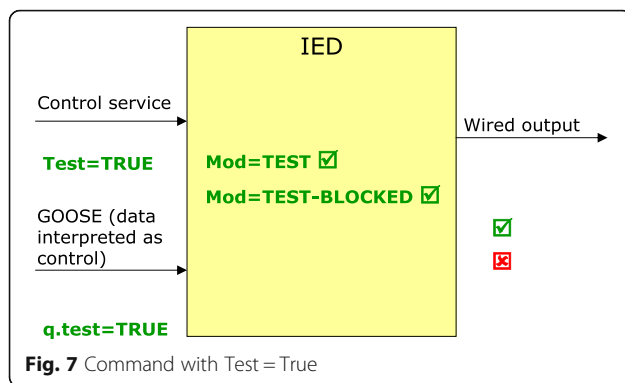 IED
Control service
Test=TRUE
GOOSE (data
interpreted as
control)
q.test=TRUE
Mod=TEST
Mod=TEST-BLOCKED
Wired output
Fig. 7 Command with Test = True